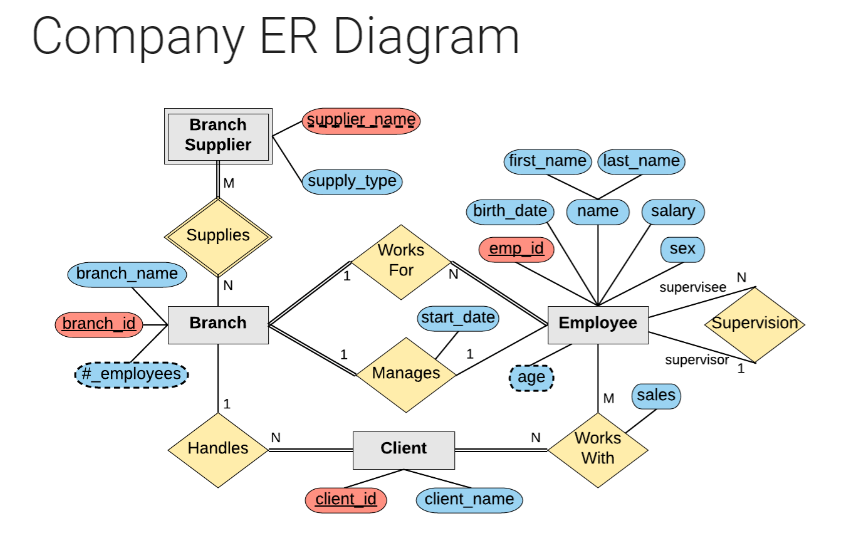 Company ER Diagram
Branch
Supplier
supplier_name
supply_type
M
Supplies
N
first_name
last_name
birth_date
name
salary
emp_id
sex
Works
For
1
N
branch_name
branch_id
#_employees
Branch
start_date
Employee
supervisee
N
Supervision
supervisor
1
1
Manages
1
age
M
sales
1
Handles
N
Client
N
Works
With
client_id
client_name